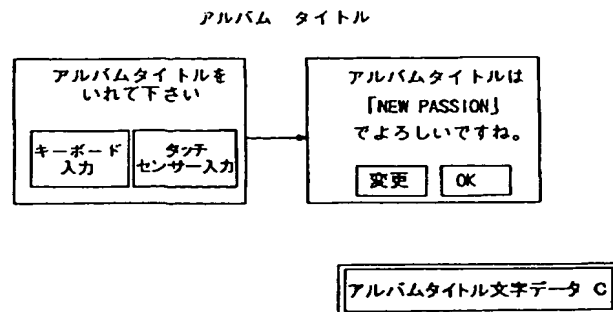 アルバム タイトル
アルバムタイトルを
いれて下さい
キーボード
入力
タッチ
センサー入力
アルバムタイトルは
「NEW PASSION」
でよろしいですね。
変更
OK
アルバムタイトル文字データ C